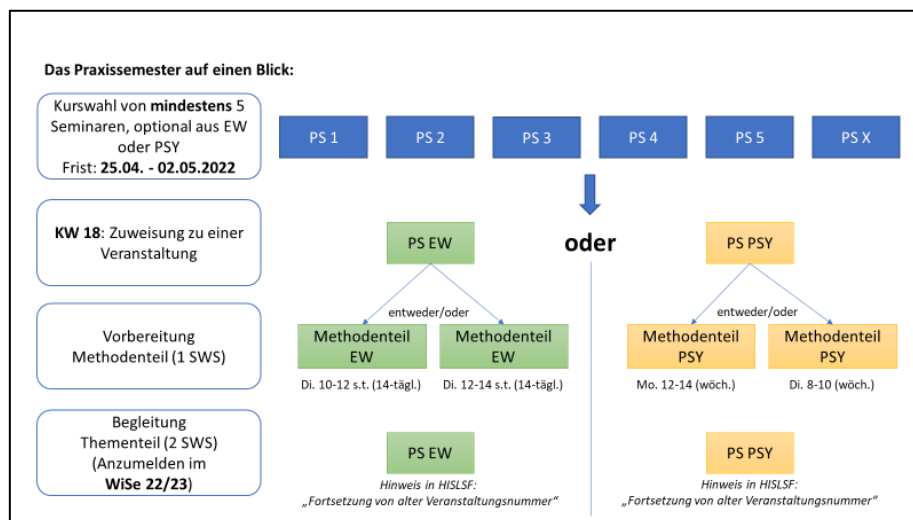 Das Praxissemester auf einen Blick:
Kurswahl von mindestens 5
Seminaren, optional aus EW
oder PSY
Frist: 25.04. - 02.05.2022
PS 1
PS 2
PS 3
PS 4
PS 5
PS X
KW 18: Zuweisung zu einer
Veranstaltung
PS EW
oder
PS PSY
Vorbereitung
Methodenteil (1 SWS)
entweder/oder
Methodenteil
EW
Di. 10-12 s.t. (14-tägl.)
Methodenteil
EW
Di. 12-14 s.t. (14-tägl.)
entweder/oder
Methodenteil
PSY
Mo. 12-14 (wöch.)
Methodenteil
PSY
Di. 8-10 (wöch.)
Begleitung
Thementeil (2 SWS)
(Anzumelden im
WiSe 22/23)
PS EW
Hinweis in HISLSF:
„Fortsetzung von alter Veranstaltungsnummer“
PS PSY
Hinweis in HISLSF:
„Fortsetzung von alter Veranstaltungsnummer“